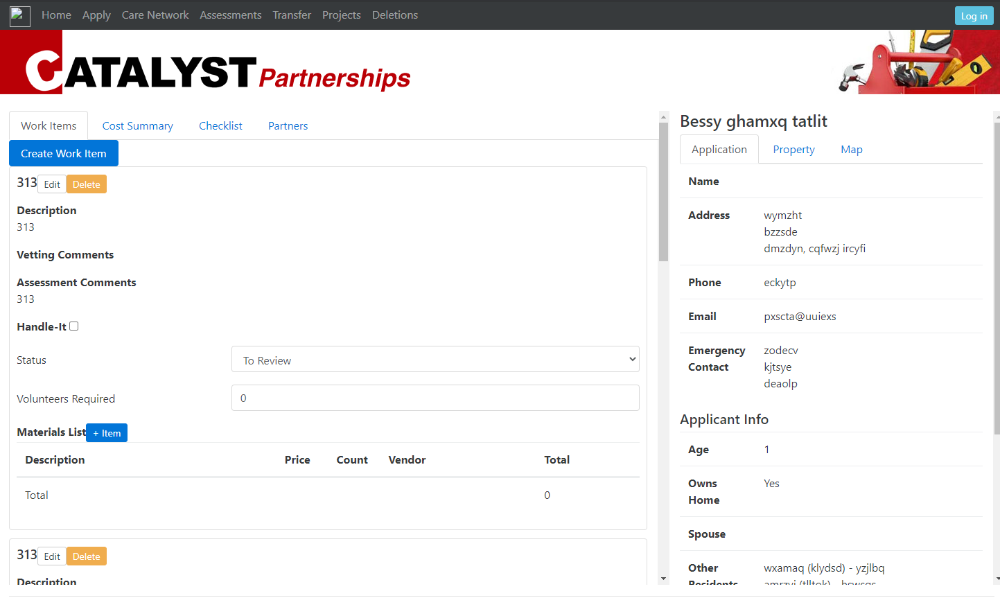 Home Apply Care Network Assessments Transfer Projects Deletions Log in
CATALYST Partnerships
Work Items Cost Summary Checklist Partners
Create Work Item
313 Edit Delete
Description
313
Vetting Comments
Assessment Comments
313
Handle-It
Status To Review
Volunteers Required 0
Materials List + Item
Description Price Count Vendor Total
Total 0
313 Edit Delete
Description
Bessy ghamxq tatlit
Application Property Map
Name
Address wymzht
bzzsde
dmzdyn, cqfwzj ircyfi
Phone eckytp
Email pxscta@uuiexs
Emergency zodecv
Contact kjtsye
deaolp
Applicant Info
Age 1
Owns Yes
Home
Spouse
Other wxamaq (klydsd) - yzjlbq
Residents